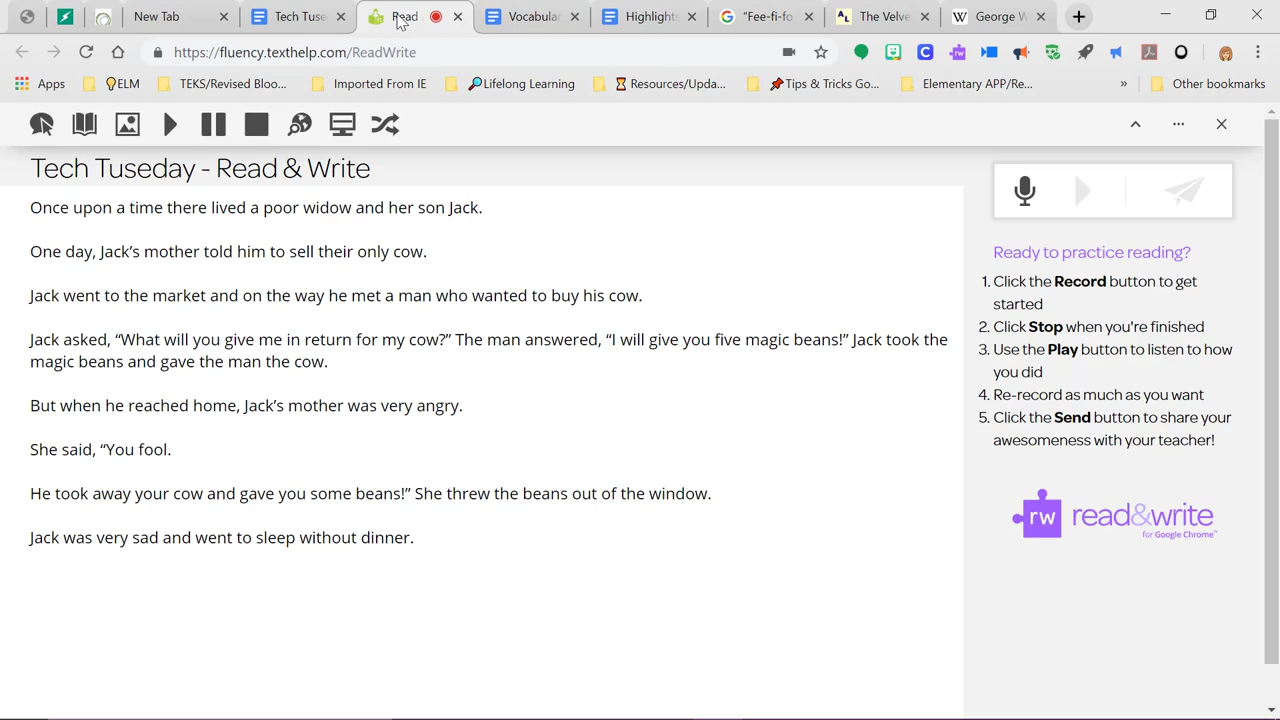 New Tab
Tech Tuse
Read
Vocabular
Highlights
"Fee-fi-fo
The Velve
George W
https://fluency.texthelp.com/ReadWrite
Apps
ELM
TEKS/Revised Bloo...
Imported From IE
Lifelong Learning
Resources/Upda...
Tips & Tricks Go...
Elementary APP/Re...
»
Other bookmarks
Tech Tuseday - Read & Write
Once upon a time there lived a poor widow and her son Jack.
One day, Jack’s mother told him to sell their only cow.
Jack went to the market and on the way he met a man who wanted to buy his cow.
Jack asked, “What will you give me in return for my cow?” The man answered, “I will give you five magic beans!” Jack took the
magic beans and gave the man the cow.
But when he reached home, Jack’s mother was very angry.
She said, “You fool.
He took away your cow and gave you some beans!” She threw the beans out of the window.
Jack was very sad and went to sleep without dinner.
Ready to practice reading?
1. Click the Record button to get
started
2. Click Stop when you're finished
3. Use the Play button to listen to how
you did
4. Re-record as much as you want
5. Click the Send button to share your
awesomeness with your teacher!
rw read&write
for Google Chrome™